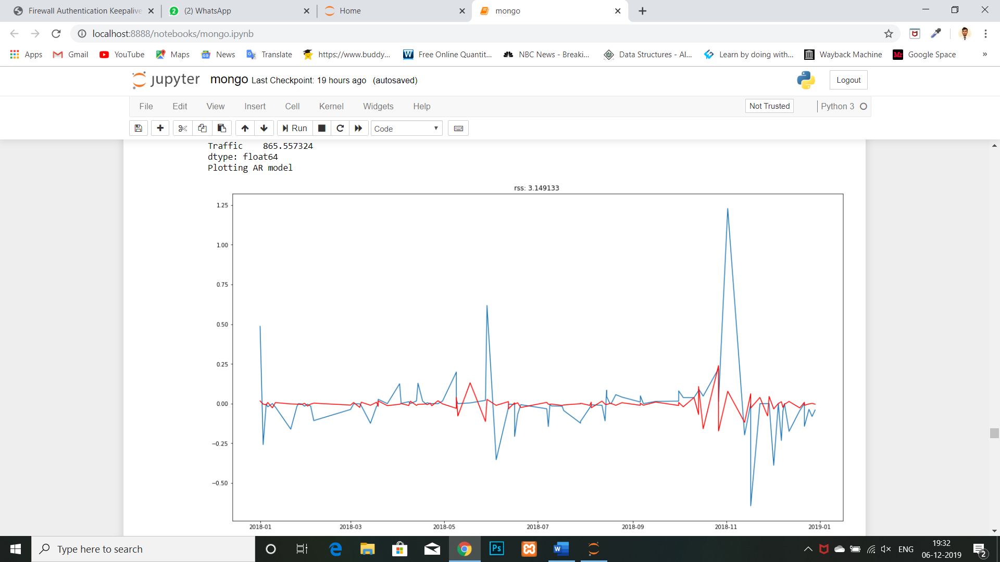 Firewall Authentication Keepalive
2 (2) WhatsApp
Home
mongo
localhost:8888/notebooks/mongo.ipynb
Apps Gmail YouTube Maps News Translate https://www.buddy... Free Online Quantit... NBC News - Breaki... Data Structures - Al... Learn by doing with... Wayback Machine Mr Google Space »
jupyter mongo Last Checkpoint: 19 hours ago (autosaved) Logout
File Edit View Insert Cell Kernel Widgets Help Not Trusted Python 3
Run Code
Traffic 865.557324
dtype: float64
Plotting AR model
rss: 3.149133
1.25
1.00
0.75
0.50
0.25
0.00
−0.25
−0.50
2018-01 2018-03 2018-05 2018-07 2018-09 2018-11 2019-01
Type here to search
Ps
W
ENG
19:32
06-12-2019
2